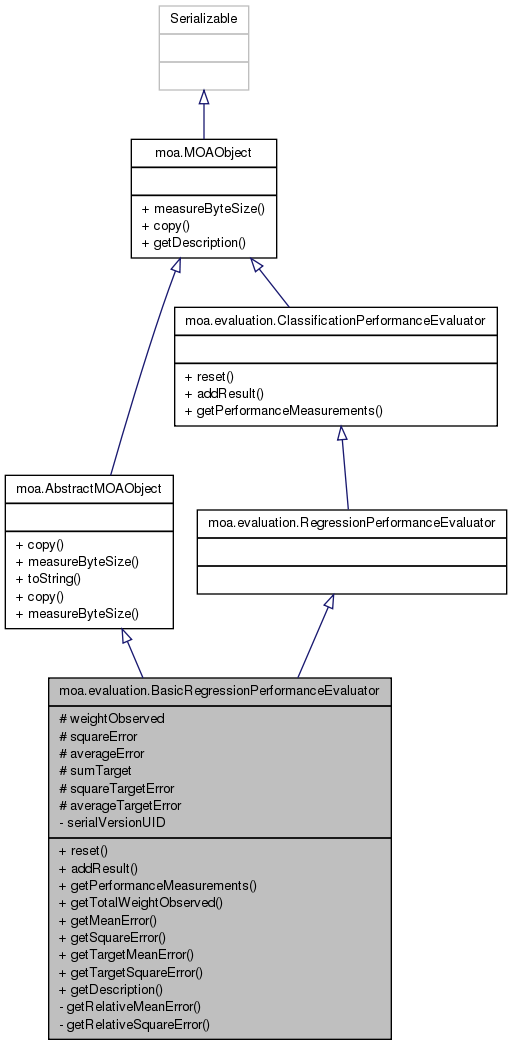 Serializable
moa.MOAObject
+ measureByteSize()
+ copy()
+ getDescription()
moa.evaluation.ClassificationPerformanceEvaluator
+ reset()
+ addResult()
+ getPerformanceMeasurements()
moa.AbstractMOAObject
+ copy()
+ measureByteSize()
+ toString()
+ copy()
+ measureByteSize()
moa.evaluation.RegressionPerformanceEvaluator
moa.evaluation.BasicRegressionPerformanceEvaluator
# weightObserved
# squareError
# averageError
# sumTarget
# squareTargetError
# averageTargetError
- serialVersionUID
+ reset()
+ addResult()
+ getPerformanceMeasurements()
+ getTotalWeightObserved()
+ getMeanError()
+ getSquareError()
+ getTargetMeanError()
+ getTargetSquareError()
+ getDescription()
- getRelativeMeanError()
- getRelativeSquareError()